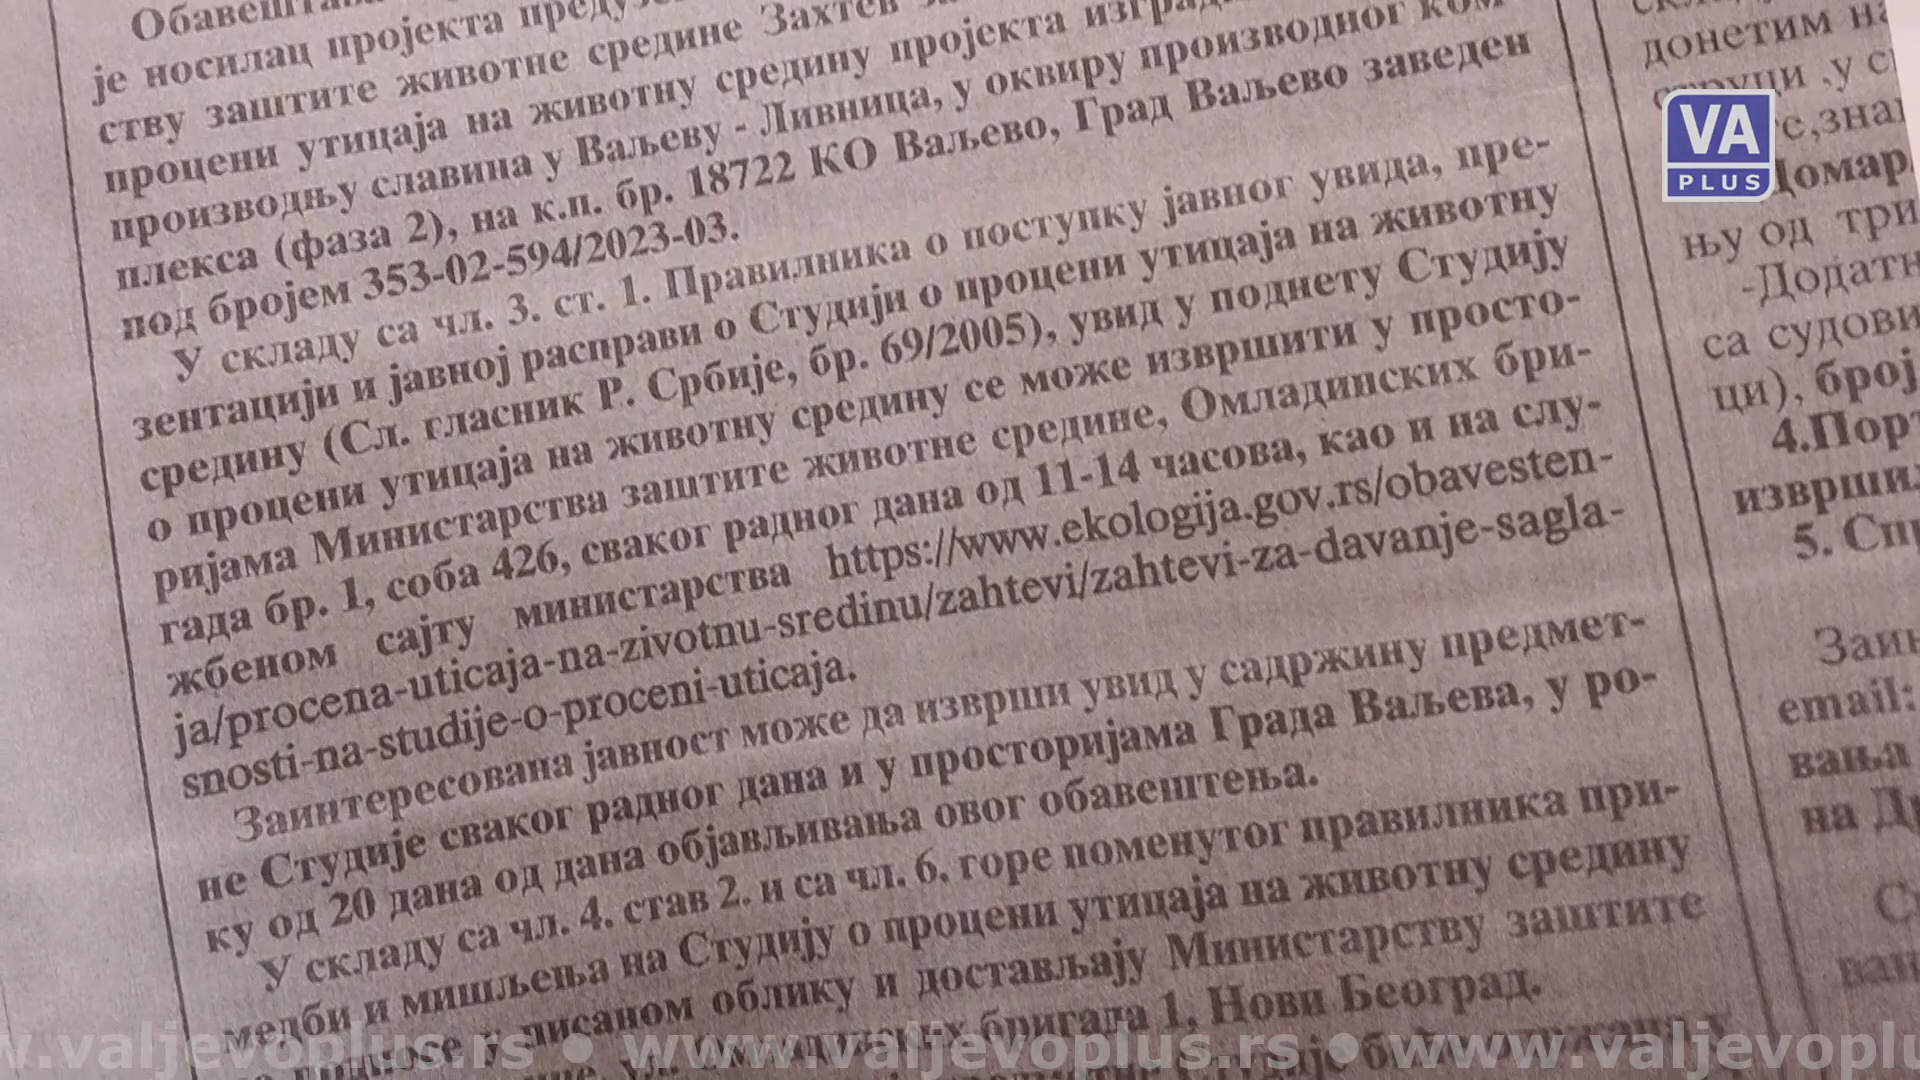 је носилац пројекта
ству заштите животне средине Захтев
процени утицаја на животну средину пројекта
производњу славина у Ваљеву - Ливница, у оквиру производног ком
плекса (фаза 2), на к.п. бр. 18722 КО Ваљево, Град Ваљево заведен
под бројем 353-02-594/2023-03.
У складу са чл. 3. ст. 1. Правилника о поступку јавног увида, пре-
зентацији и јавној расправи о Студији о процени утицаја на животну
средину (Сл. гласник Р. Србије, бр. 69/2005), увид у поднету Студију
о процени утицаја на животну средину се може извршити у просто-
ријама Министарства заштите животне средине, Омладинских бри-
гада бр. 1, соба 426, сваког радног дана од 11-14 часова, као и на слу-
жбеном сајту министарства https://www.ekologija.gov.rs/obavesten-
ja/procena-uticaja-na-zivotnu-sredinu/zahtevi/zahtevi-za-davanje-sagla-
snosti-na-studije-o-proceni-uticaja.
Заинтересована јавност може да изврши увид у садржину предмет-
не Студије сваког радног дана и у просторијама Града Ваљева, у ро-
ку од 20 дана од дана објављивања овог обавештења.
У складу са чл. 4. став 2. и са чл. 6. горе поменутог правилника при-
медби и мишљења на Студију о процени утицаја на животну средину
у писаном облику и достављају Министарству заштите
ул. Омладинских бригада 1, Нови Београд.
донетим
њу од три
-Додатн
са судови
ци), број
4.Порт
изврши
5. Сп
email:
вања
на
VA
PLUS
www.valjevoplus.rs • www.valjevoplus.rs • www.valjevoplu